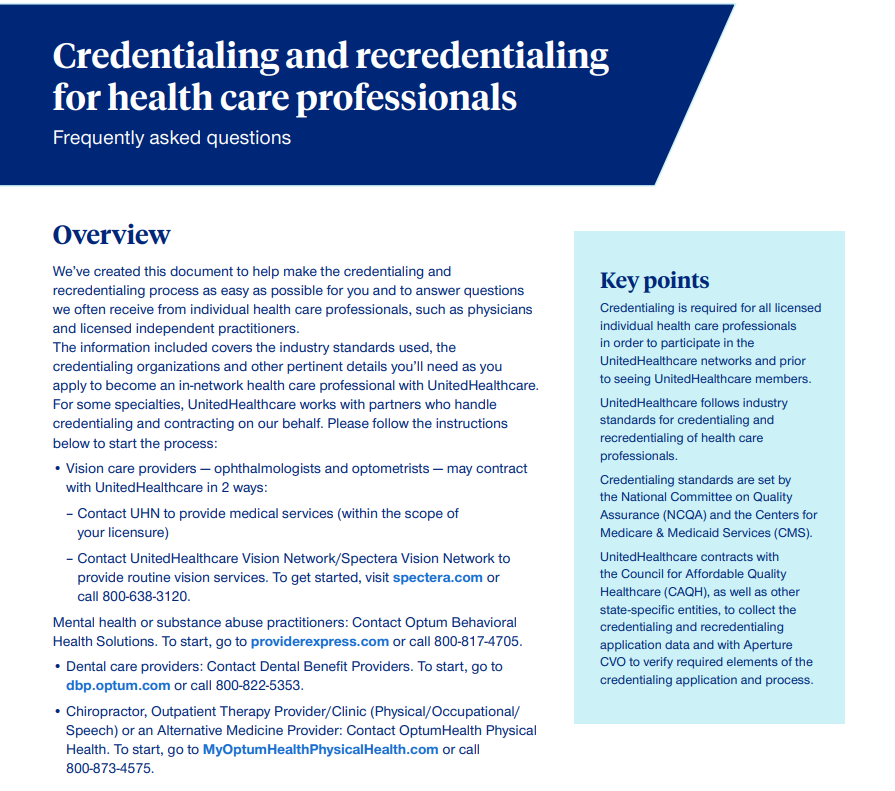 Credentialing and recredentialing
for health care professionals
Frequently asked questions
Overview
We've created this document to help make the credentialing and
recredentialing process as easy as possible for you and to answer questions
we often receive from individual health care professionals, such as physicians
and licensed independent practitioners.
The information included covers the industry standards used, the
credentialing organizations and other pertinent details you'll need as you
apply to become an in-network health care professional with UnitedHealthcare.
For some specialties, UnitedHealthcare works with partners who handle
credentialing and contracting on our behalf. Please follow the instructions
below to start the process:
• Vision care providers — ophthalmologists and optometrists — may contract
with UnitedHealthcare in 2 ways:
– Contact UHN to provide medical services (within the scope of
your licensure)
– Contact UnitedHealthcare Vision Network/Spectera Vision Network to
provide routine vision services. To get started, visit spectera.com or
call 800-638-3120.
Mental health or substance abuse practitioners: Contact Optum Behavioral
Health Solutions. To start, go to providerexpress.com or call 800-817-4705.
• Dental care providers: Contact Dental Benefit Providers. To start, go to
dbp.optum.com or call 800-822-5353.
• Chiropractor, Outpatient Therapy Provider/Clinic (Physical/Occupational/
Speech) or an Alternative Medicine Provider: Contact OptumHealth Physical
Health. To start, go to MyOptumHealthPhysicalHealth.com or call
800-873-4575.
Key points
Credentialing is required for all licensed
individual health care professionals
in order to participate in the
UnitedHealthcare networks and prior
to seeing UnitedHealthcare members.
UnitedHealthcare follows industry
standards for credentialing and
recredentialing of health care
professionals.
Credentialing standards are set by
the National Committee on Quality
Assurance (NCQA) and the Centers for
Medicare & Medicaid Services (CMS).
UnitedHealthcare contracts with
the Council for Affordable Quality
Healthcare (CAQH), as well as other
state-specific entities, to collect the
credentialing and recredentialing
application data and with Aperture
CVO to verify required elements of the
credentialing application and process.